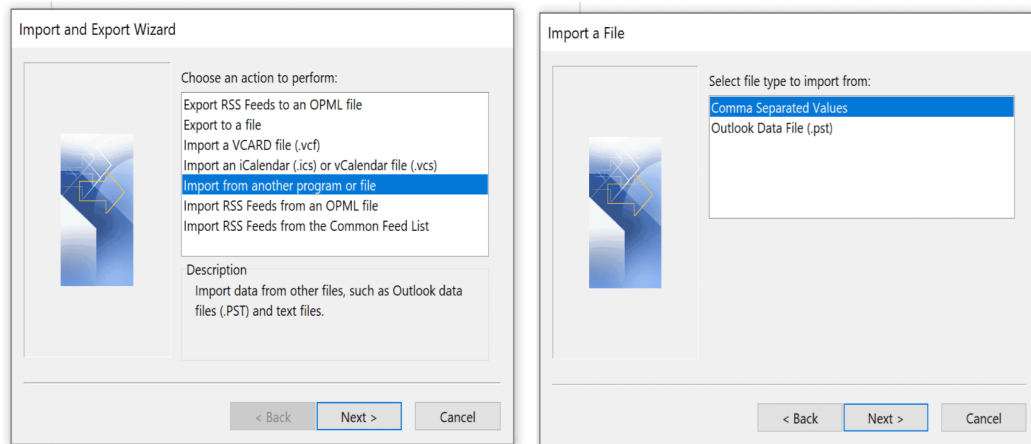 Import and Export Wizard
Choose an action to perform:
Export RSS Feeds to an OPML file
Export to a file
Import a VCARD file (.vcf)
Import an iCalendar (.ics) or vCalendar file (.vcs)
Import from another program or file
Import RSS Feeds from an OPML file
Import RSS Feeds from the Common Feed List
Description
Import data from other files, such as Outlook data
files (.PST) and text files.
< Back
Next >
Cancel
Import a File
Select file type to import from:
Comma Separated Values
Outlook Data File (.pst)
< Back
Next >
Cancel